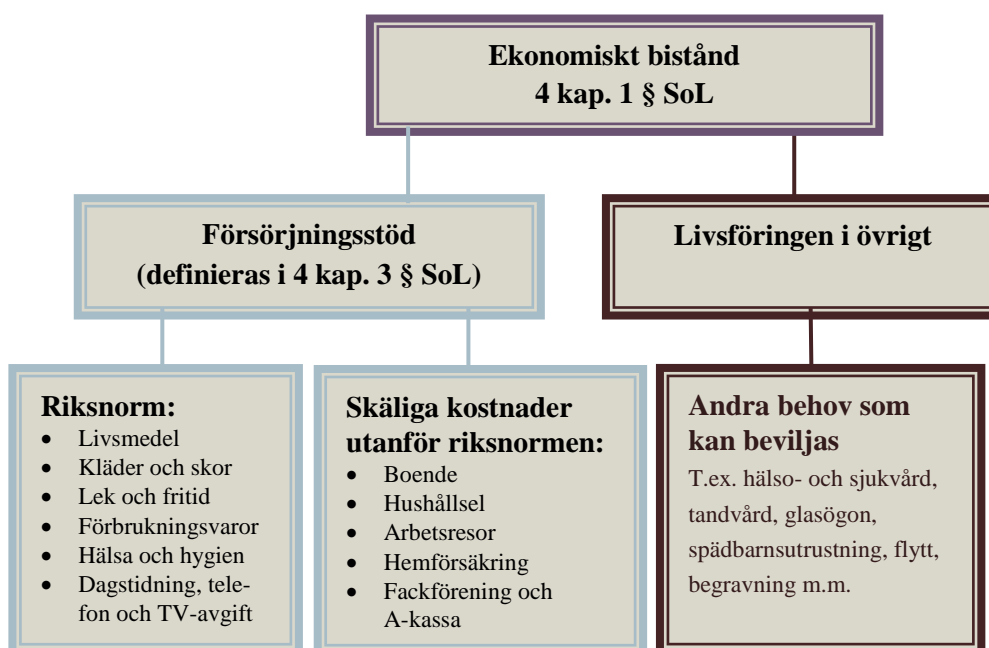 Ekonomiskt bistånd
4 kap. 1 § SoL
Försörjningsstöd
(definieras i 4 kap. 3 § SoL)
Livsföringen i övrigt
Riksnorm:
• Livsmedel
• Kläder och skor
• Lek och fritid
• Förbrukningsvaror
• Hälsa och hygien
• Dagstidning, tele-
fon och TV-avgift
Skäliga kostnader
utanför riksnormen:
• Boende
• Hushållsel
• Arbetsresor
• Hemförsäkring
• Fackförening och
A-kassa
Andra behov som
kan beviljas
T.ex. hälso- och sjukvård,
tandvård, glasögon,
spädbarnsutrustning, flytt,
begravning m.m.